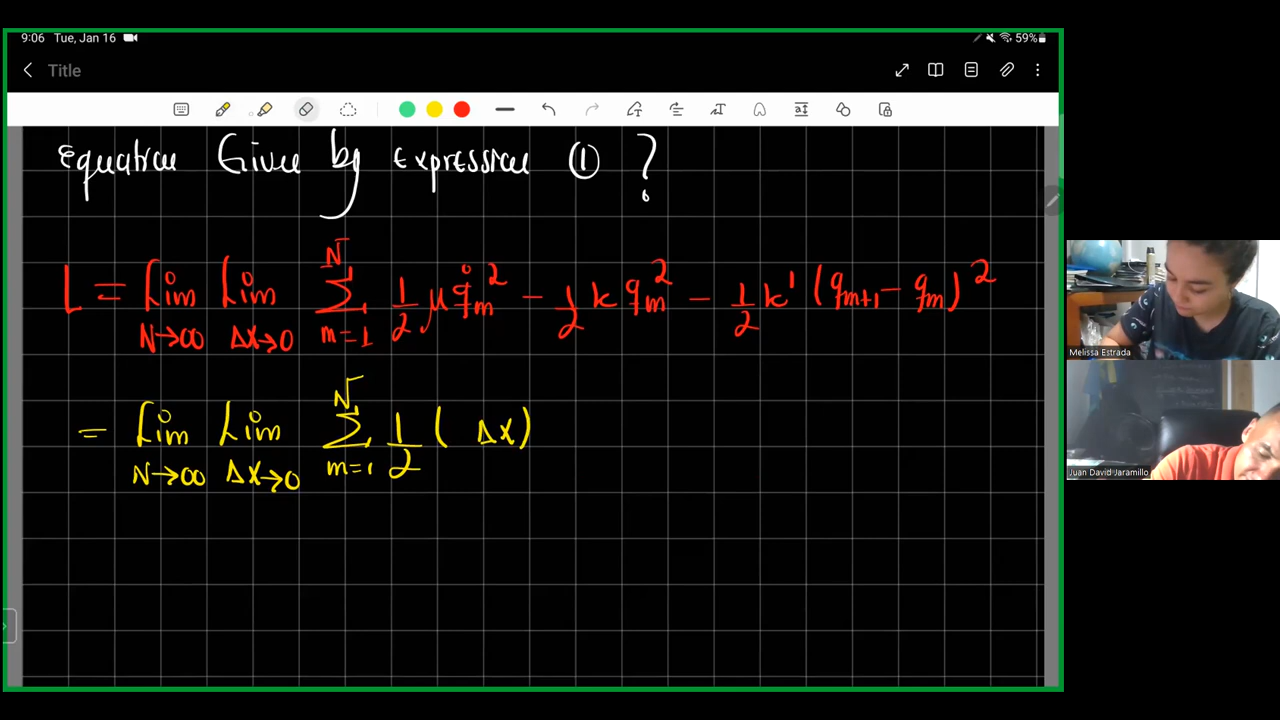 9:06 Tue, Jan 16 59%
Title
Equation Given by Expression ① ?
L = Lim N→∞ Lim Δx→0 N Σ m=1 1/2 μ q̇m² - 1/2 k qm² - 1/2 k' (qm+1 - qm)²
= Lim N→∞ Lim Δx→0 N Σ m=1 1/2 ( Δx)
Melissa Estrada
Juan David Jaramillo